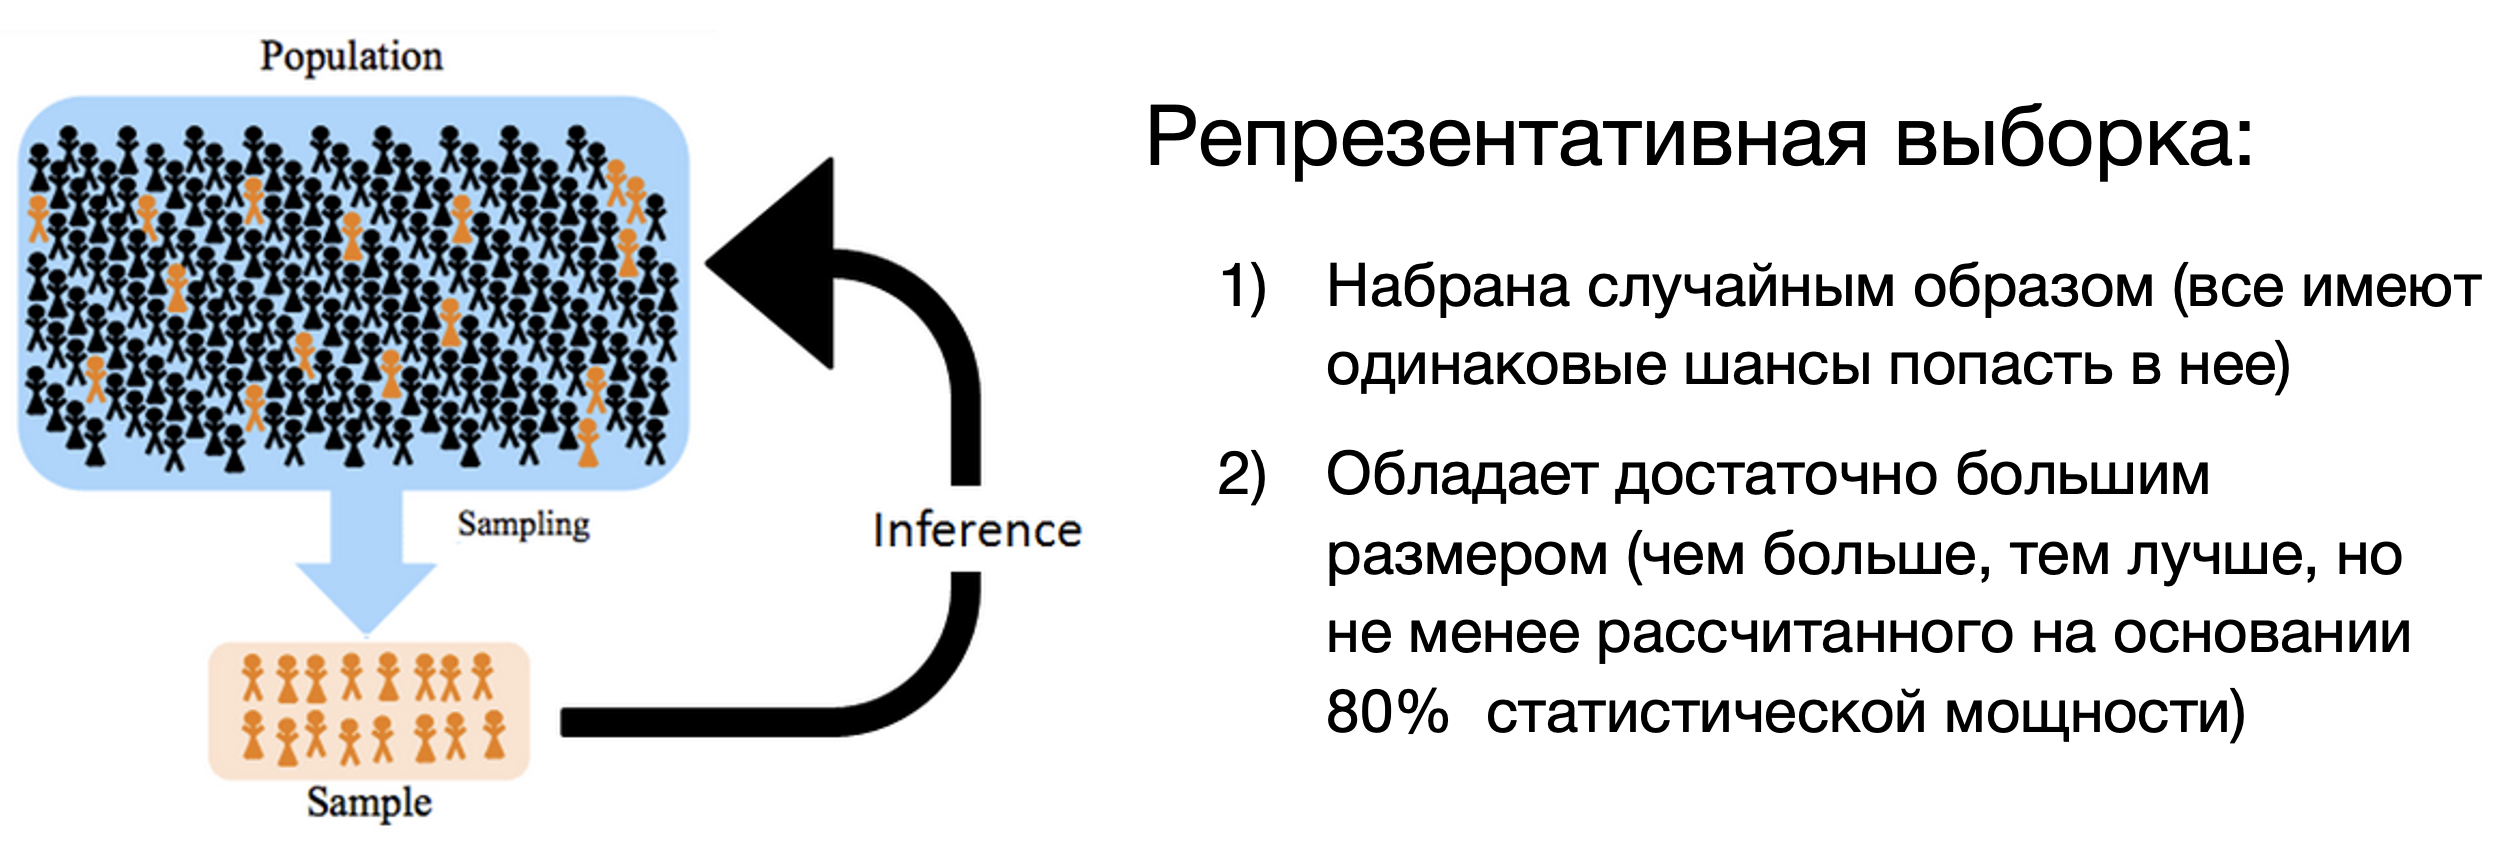 Population
Sampling
Inference
Sample
Репрезентативная выборка:
1) Набрана случайным образом (все имеют
одинаковые шансы попасть в нее)
2) Обладает достаточно большим
размером (чем больше, тем лучше, но
не менее рассчитанного на основании
80% статистической мощности)